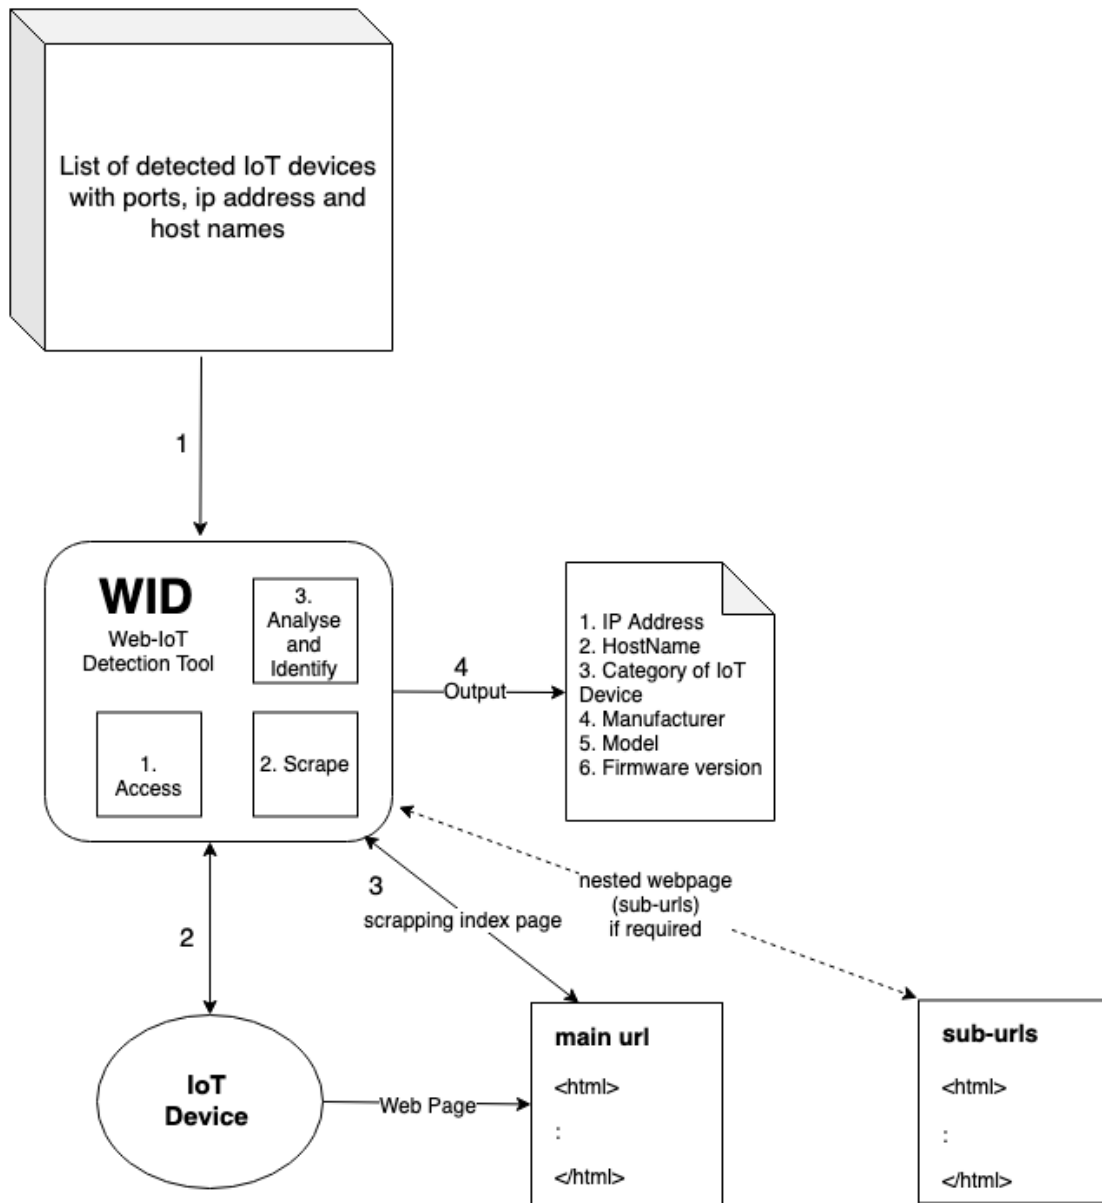 List of detected IoT devices
with ports, ip address and
host names
1
WID
Web-IoT
Detection Tool
3.
Analyse
and
Identify
1.
Access
2. Scrape
4
Output
1. IP Address
2. HostName
3. Category of IoT
Device
4. Manufacturer
5. Model
6. Firmware version
3
scrapping index page
nested webpage
(sub-urls)
if required
2
IoT
Device
Web Page
main url
<html>
:
</html>
sub-urls
<html>
:
</html>